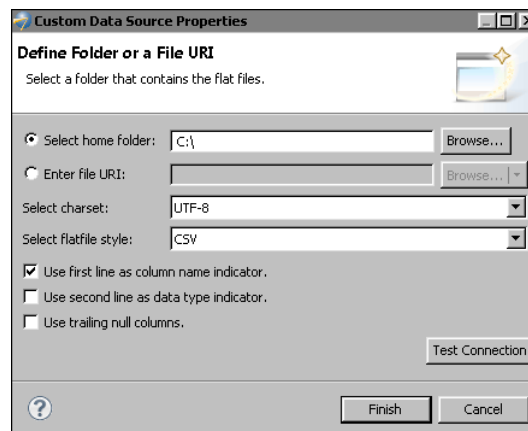 Custom Data Source Properties
Define Folder or a File URI
Select a folder that contains the flat files.
Select home folder: C:\ Browse...
Enter file URI: Browse...
Select charset: UTF-8
Select flatfile style: CSV
Use first line as column name indicator.
Use second line as data type indicator.
Use trailing null columns.
Test Connection
? Finish Cancel